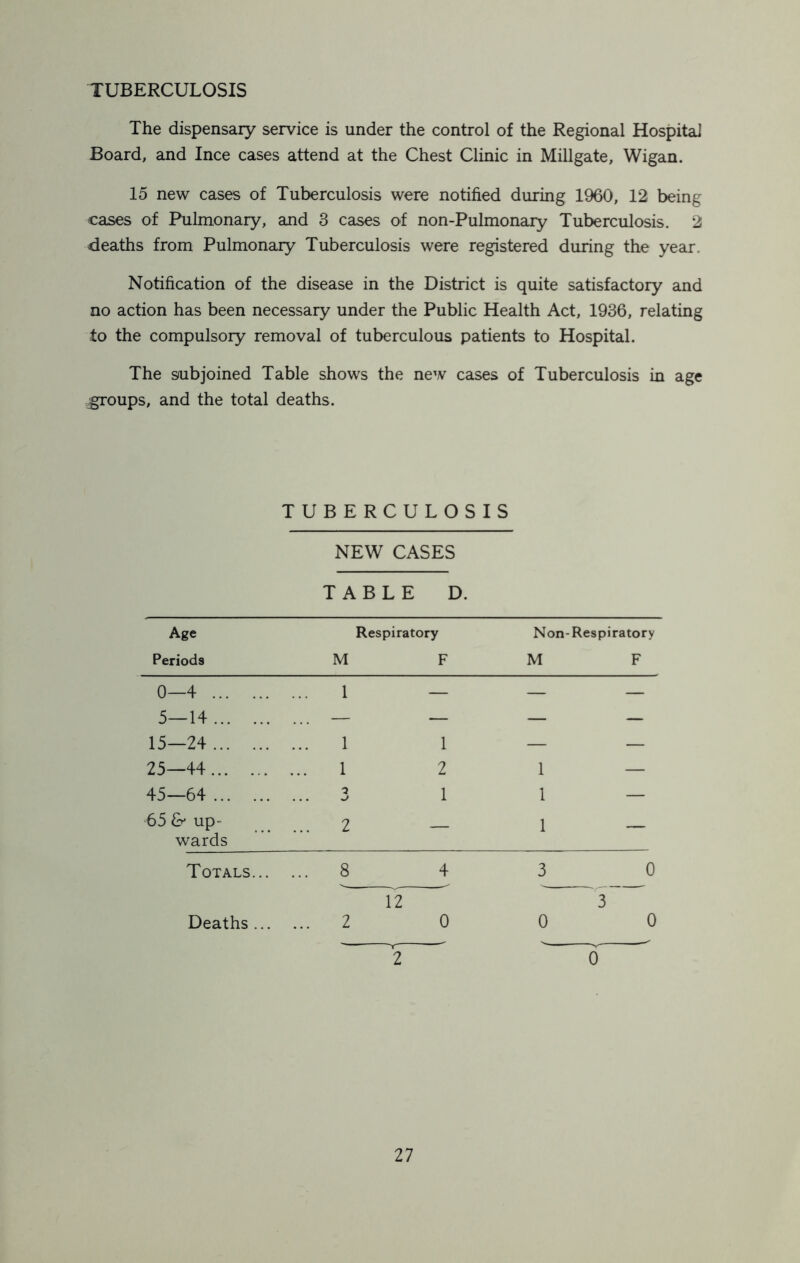 TUBERCULOSIS
The dispensary service is under the control of the Regional Hospital
Board, and Ince cases attend at the Chest Clinic in Millgate, Wigan.
15 new cases of Tuberculosis were notified during 1960, 12 being
cases of Pulmonary, and 3 cases of non-Pulmonary Tuberculosis. 2
deaths from Pulmonary Tuberculosis were registered during the year.
Notification of the disease in the District is quite satisfactory and
no action has been necessary under the Public Health Act, 1936, relating
to the compulsory removal of tuberculous patients to Hospital.
The subjoined Table shows the new cases of Tuberculosis in age
groups, and the total deaths.
TUBERCULOSIS
NEW CASES
TABLE D.
Age Respiratory Non-Respiratory
Periods M F M F
0—4 ... ... ... 1 — — —
5—14 ... ... ... — — — —
15—24 ... ... ... 1 1 — —
25—44 ... ... ... 1 2 1 —
45—64 ... ... ... 3 1 1 —
65 & up- ... ... 2 — 1 —
wards
TOTALS... ... 8 4 3 0
12 3
Deaths ... ... 2 0 0 0
2 0
27